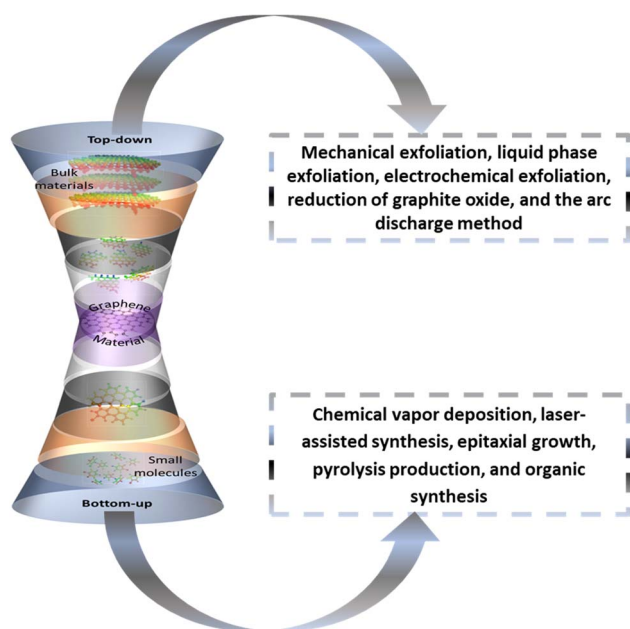 Top-down
Bulk
materials
Graphene
Material
Small
molecules
Bottom-up
Mechanical exfoliation, liquid phase
exfoliation, electrochemical exfoliation,
reduction of graphite oxide, and the arc
discharge method
Chemical vapor deposition, laser-
assisted synthesis, epitaxial growth,
pyrolysis production, and organic
synthesis